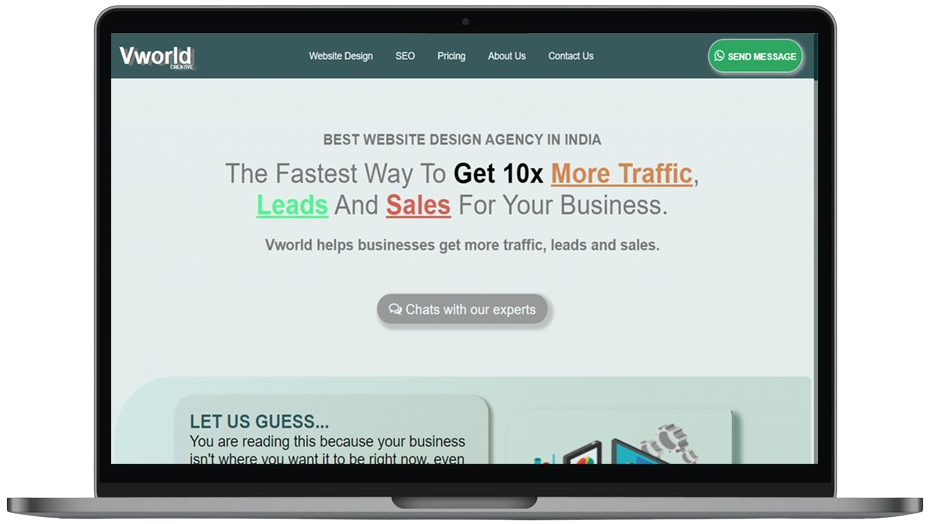 Vworld
CREATIVE
Website Design SEO Pricing About Us Contact Us
SEND MESSAGE
BEST WEBSITE DESIGN AGENCY IN INDIA
The Fastest Way To Get 10x More Traffic,
Leads And Sales For Your Business.
Vworld helps businesses get more traffic, leads and sales.
Chats with our experts
LET US GUESS...
You are reading this because your business
isn't where you want it to be right now, even